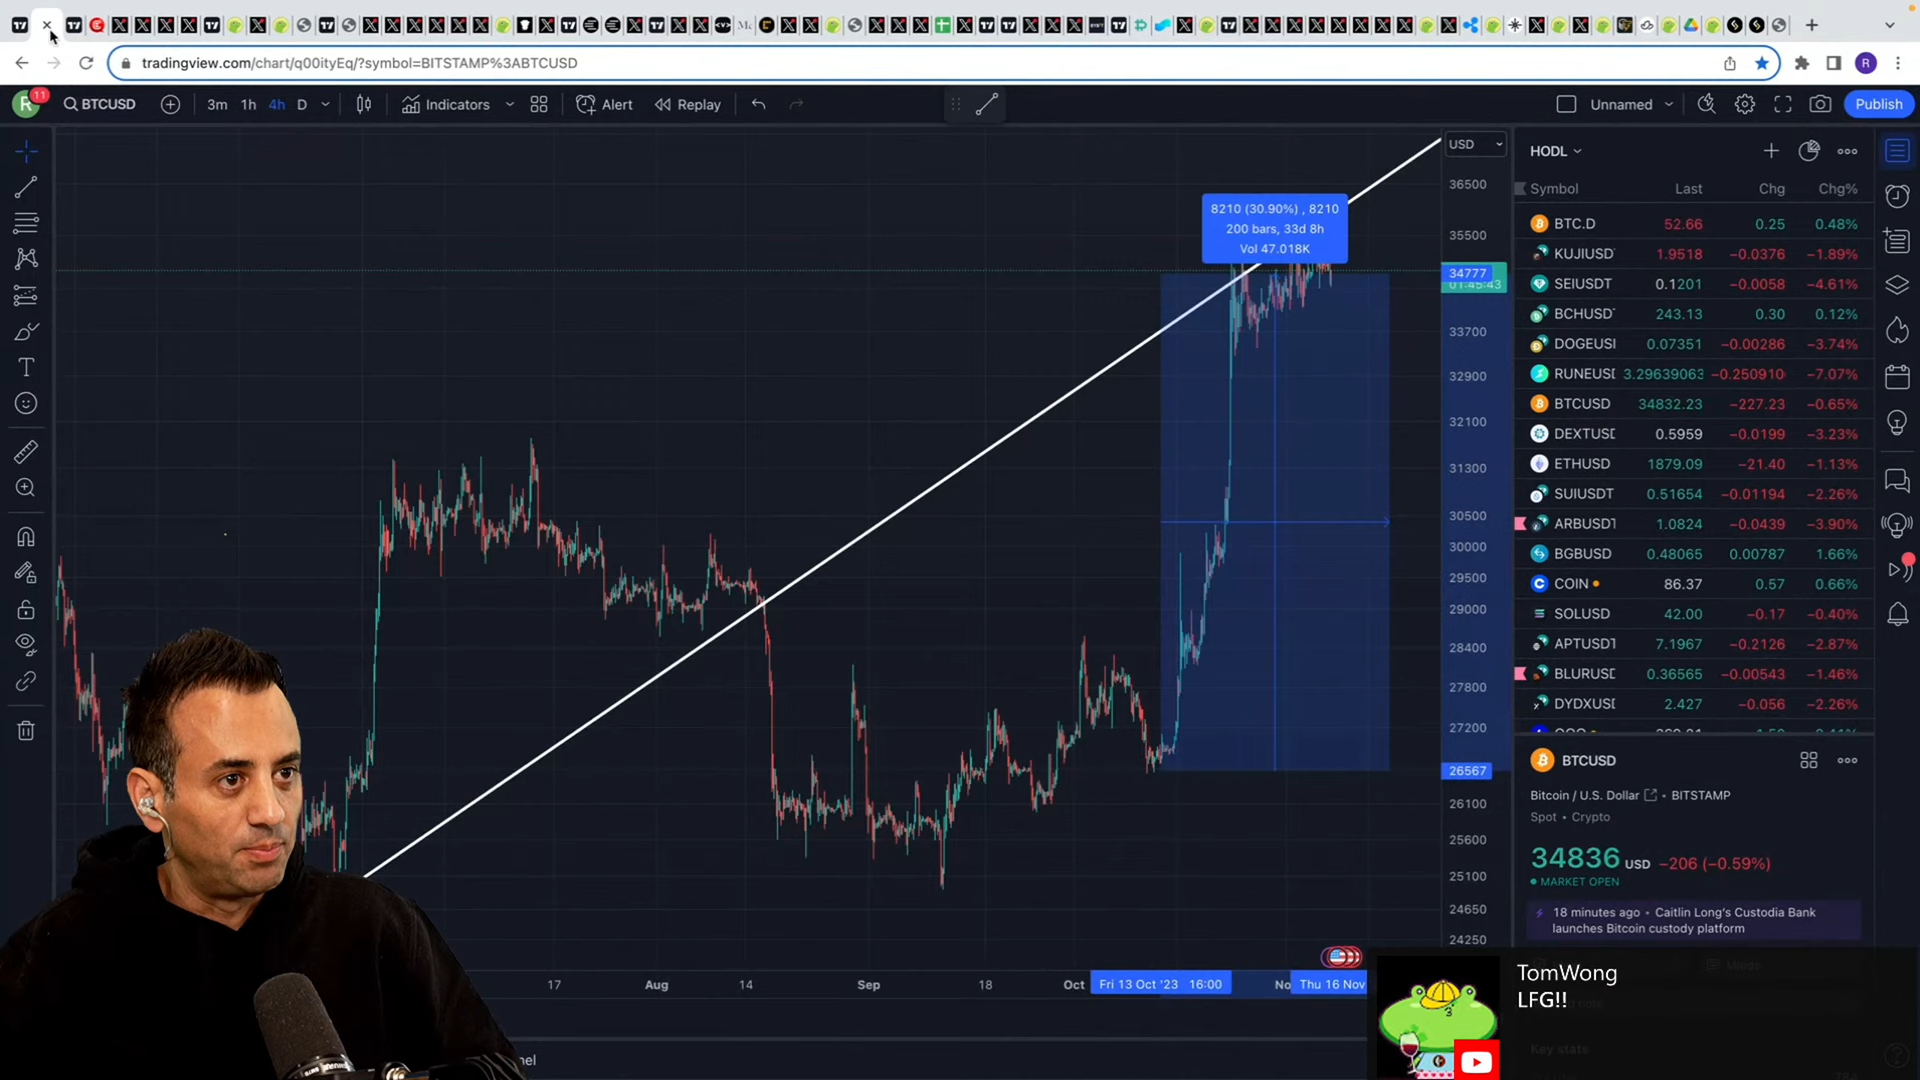 tradingview.com/chart/q00ityEq/?symbol=BITSTAMP%3ABTCUSD
R
R
11
BTCUSD
3m 1h 4h D
Indicators
Alert
Replay
Unnamed
Publish
USD
36500
35500
34777
01:45:43
33700
32900
32100
31300
30500
30000
29500
29000
28400
27800
27200
26567
26100
25600
25100
24650
24250
8210 (30.90%) , 8210
200 bars, 33d 8h
Vol 47.018K
17 Aug 14 Sep 18 Oct Fri 13 Oct '23 16:00 No Thu 16 Nov
HODL
Symbol Last Chg Chg%
BTC.D 52.66 0.25 0.48%
KUJIUSD 1.9518 −0.0376 −1.89%
SEIUSDT 0.1201 −0.0058 −4.61%
BCHUSD 243.13 0.30 0.12%
DOGEUSI 0.07351 −0.00286 −3.74%
RUNEUSI 3.29639063 −0.250910 −7.07%
BTCUSD 34832.23 −227.23 −0.65%
DEXTUSI 0.5959 −0.0199 −3.23%
ETHUSD 1879.09 −21.40 −1.13%
SUIUSDT 0.51654 −0.01194 −2.26%
ARBUSDT 1.0824 −0.0439 −3.90%
BGBUSD 0.48065 0.00787 1.66%
COIN 86.37 0.57 0.66%
SOLUSD 42.00 −0.17 −0.40%
APTUSDT 7.1967 −0.2126 −2.87%
BLURUSD 0.36565 −0.00543 −1.46%
DYDXUSI 2.427 −0.056 −2.26%
BTCUSD
Bitcoin / U.S. Dollar • BITSTAMP
Spot • Crypto
34836 USD −206 (−0.59%)
MARKET OPEN
18 minutes ago • Caitlin Long's Custodia Bank
launches Bitcoin custody platform
TomWong
LFG!!
Key stats
nel